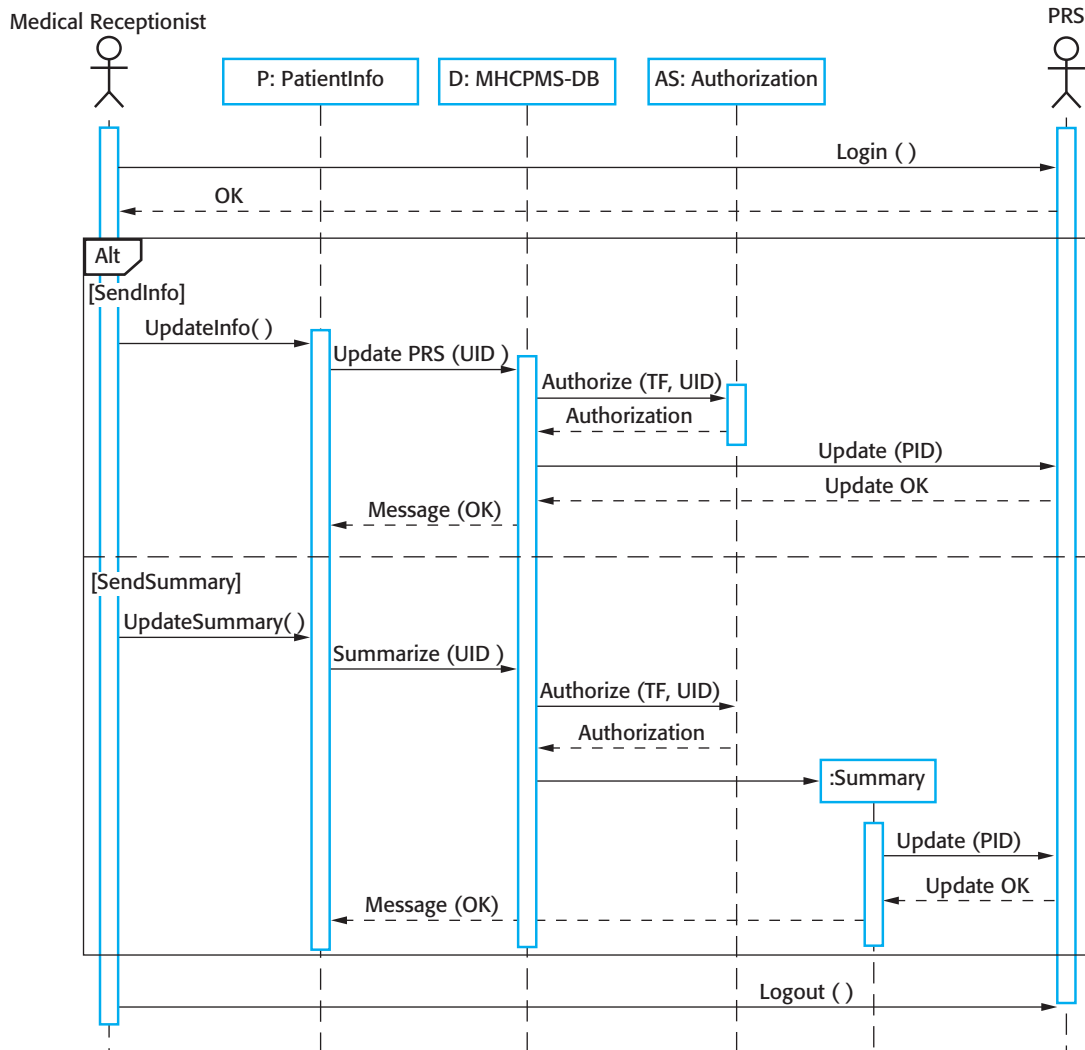 Medical Receptionist
PRS
P: PatientInfo
D: MHCPMS-DB
AS: Authorization
Login ( )
OK
Alt
[SendInfo]
UpdateInfo( )
Update PRS (UID )
Authorize (TF, UID)
Authorization
Update (PID)
Update OK
Message (OK)
[SendSummary]
UpdateSummary( )
Summarize (UID )
Authorize (TF, UID)
Authorization
:Summary
Update (PID)
Update OK
Message (OK)
Logout ( )